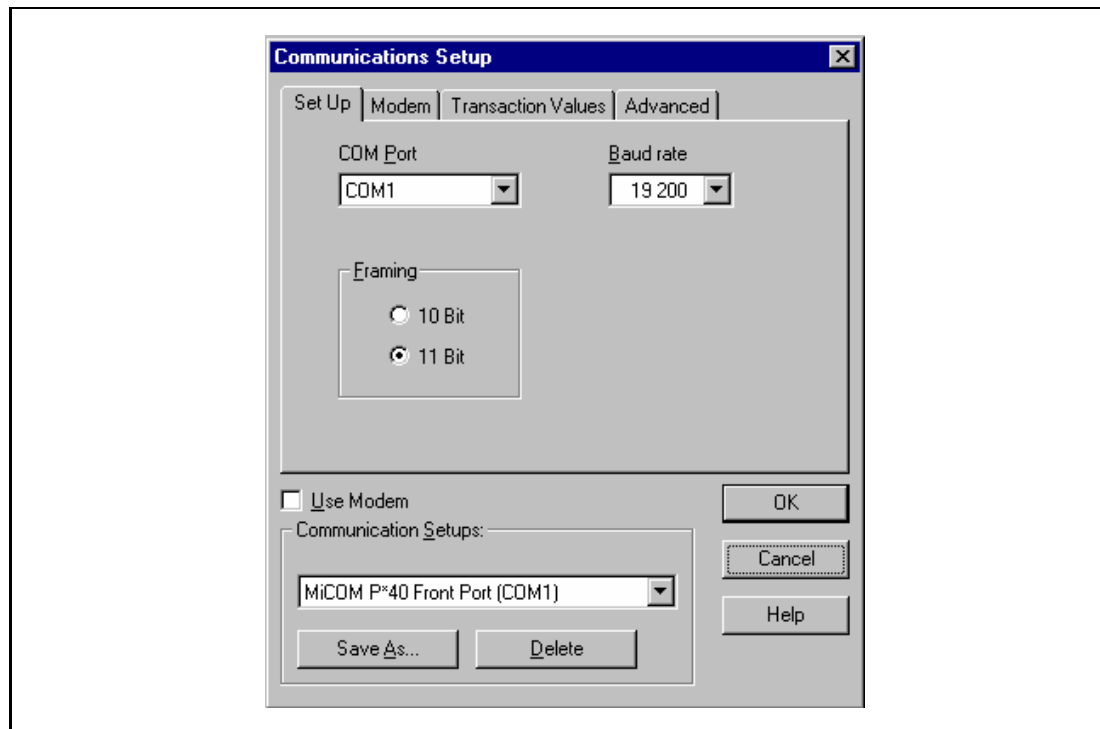 Communications Setup
Set Up Modem Transaction Values Advanced
COM Port Baud rate
COM1 19 200
Framing
10 Bit
11 Bit
Use Modem OK
Communication Setups:
Cancel
MiCOM P*40 Front Port (COM1)
Help
Save As... Delete